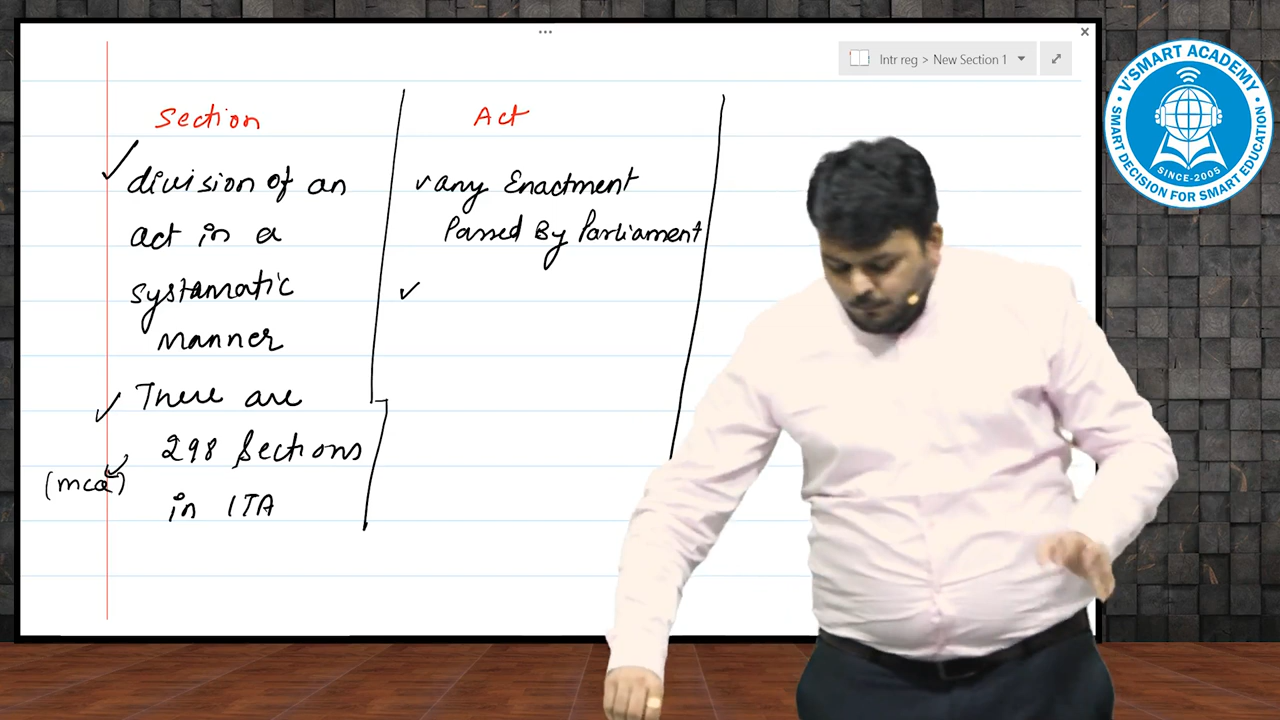 Intr reg > New Section 1
Section
division of an
act in a
systamatic
manner
There are
298 Sections
(mcq)
in ITA
Act
any Enactment
Passed By Parliament
V'SMART ACADEMY
SINCE-2005
SMART DECISION FOR SMART EDUCATION